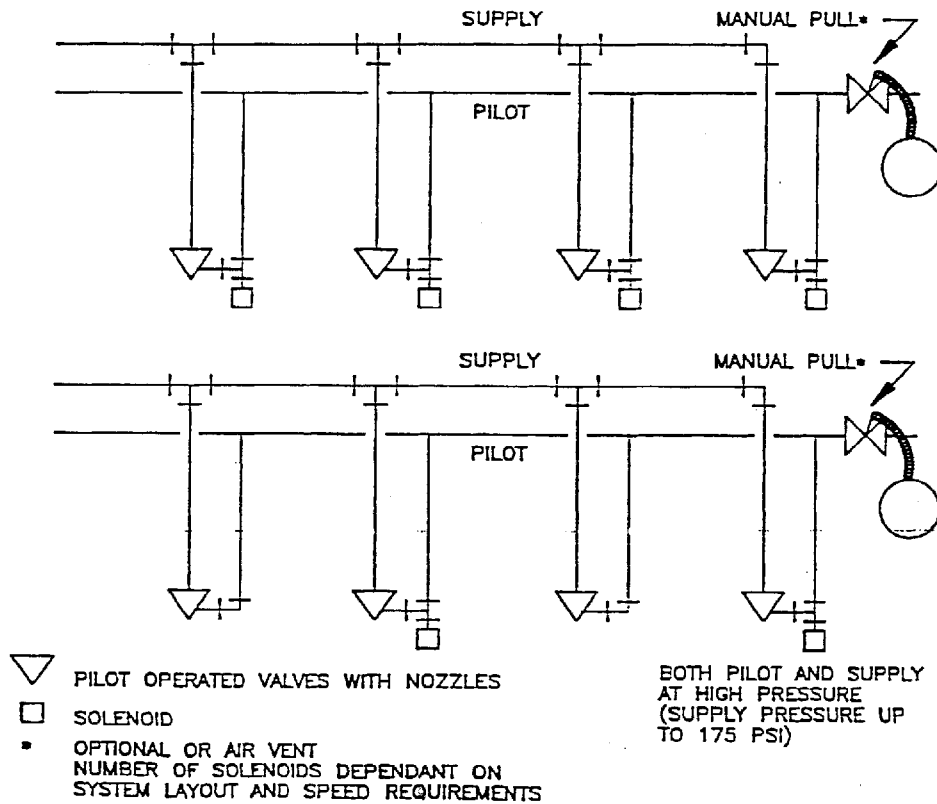 SUPPLY
MANUAL PULL*
PILOT
SUPPLY
MANUAL PULL*
PILOT
PILOT OPERATED VALVES WITH NOZZLES
SOLENOID
* OPTIONAL OR AIR VENT
NUMBER OF SOLENOIDS DEPENDANT ON
SYSTEM LAYOUT AND SPEED REQUIREMENTS
BOTH PILOT AND SUPPLY
AT HIGH PRESSURE
(SUPPLY PRESSURE UP
TO 175 PSI)